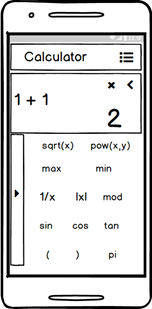 Calculator
1 + 1
2
sqrt(x) pow(x,y)
max min
1/x |x| mod
sin cos tan
( ) pi